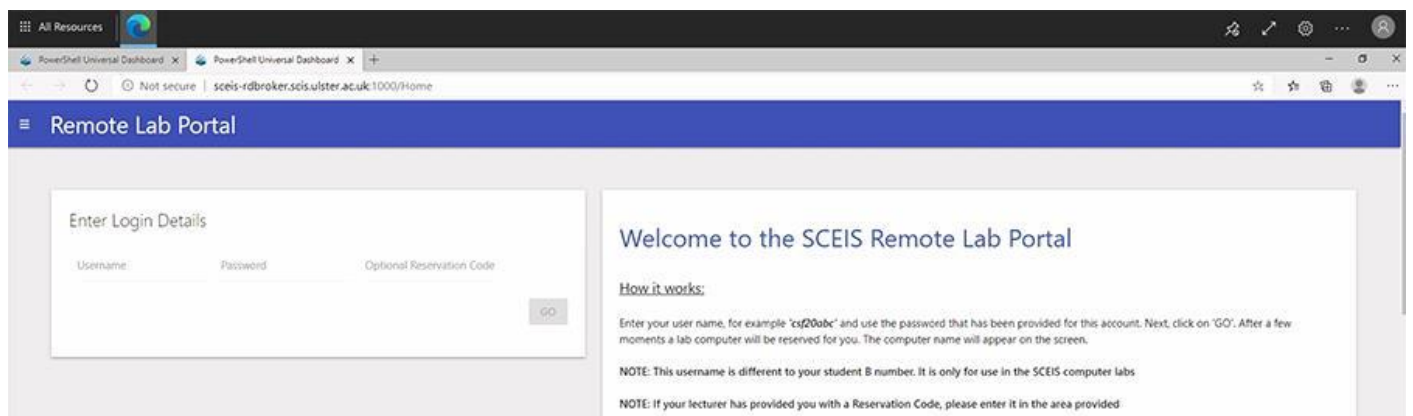 All Resources
PowerShell Universal Dashboard
PowerShell Universal Dashboard
Not secure | sceis-rdbroker.scis.ulster.ac.uk:1000/Home
Remote Lab Portal
Enter Login Details
Username Password Optional Reservation Code
GO
Welcome to the SCEIS Remote Lab Portal
How it works:
Enter your user name, for example "csf20abc" and use the password that has been provided for this account. Next, click on 'GO'. After a few
moments a lab computer will be reserved for you. The computer name will appear on the screen.
NOTE: This username is different to your student B number. It is only for use in the SCEIS computer labs
NOTE: If your lecturer has provided you with a Reservation Code, please enter it in the area provided